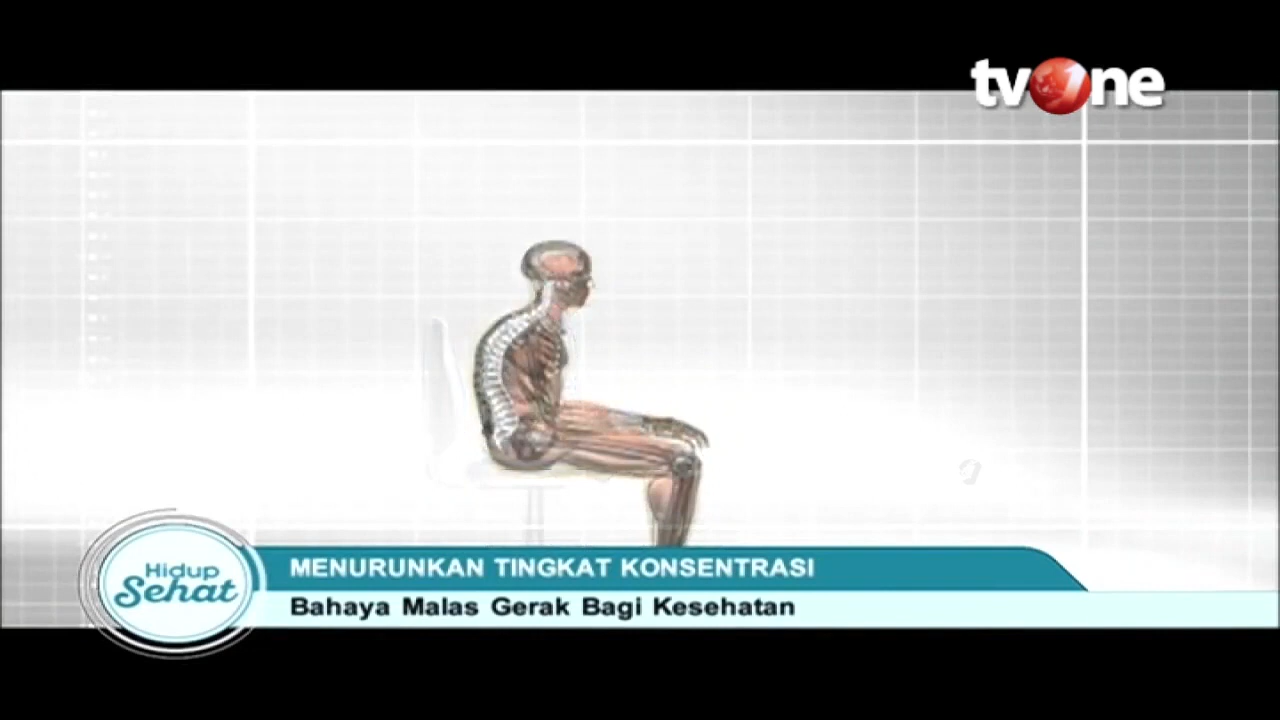 tvOne
Hidup
Sehat
MENURUNKAN TINGKAT KONSENTRASI
Bahaya Malas Gerak Bagi Kesehatan